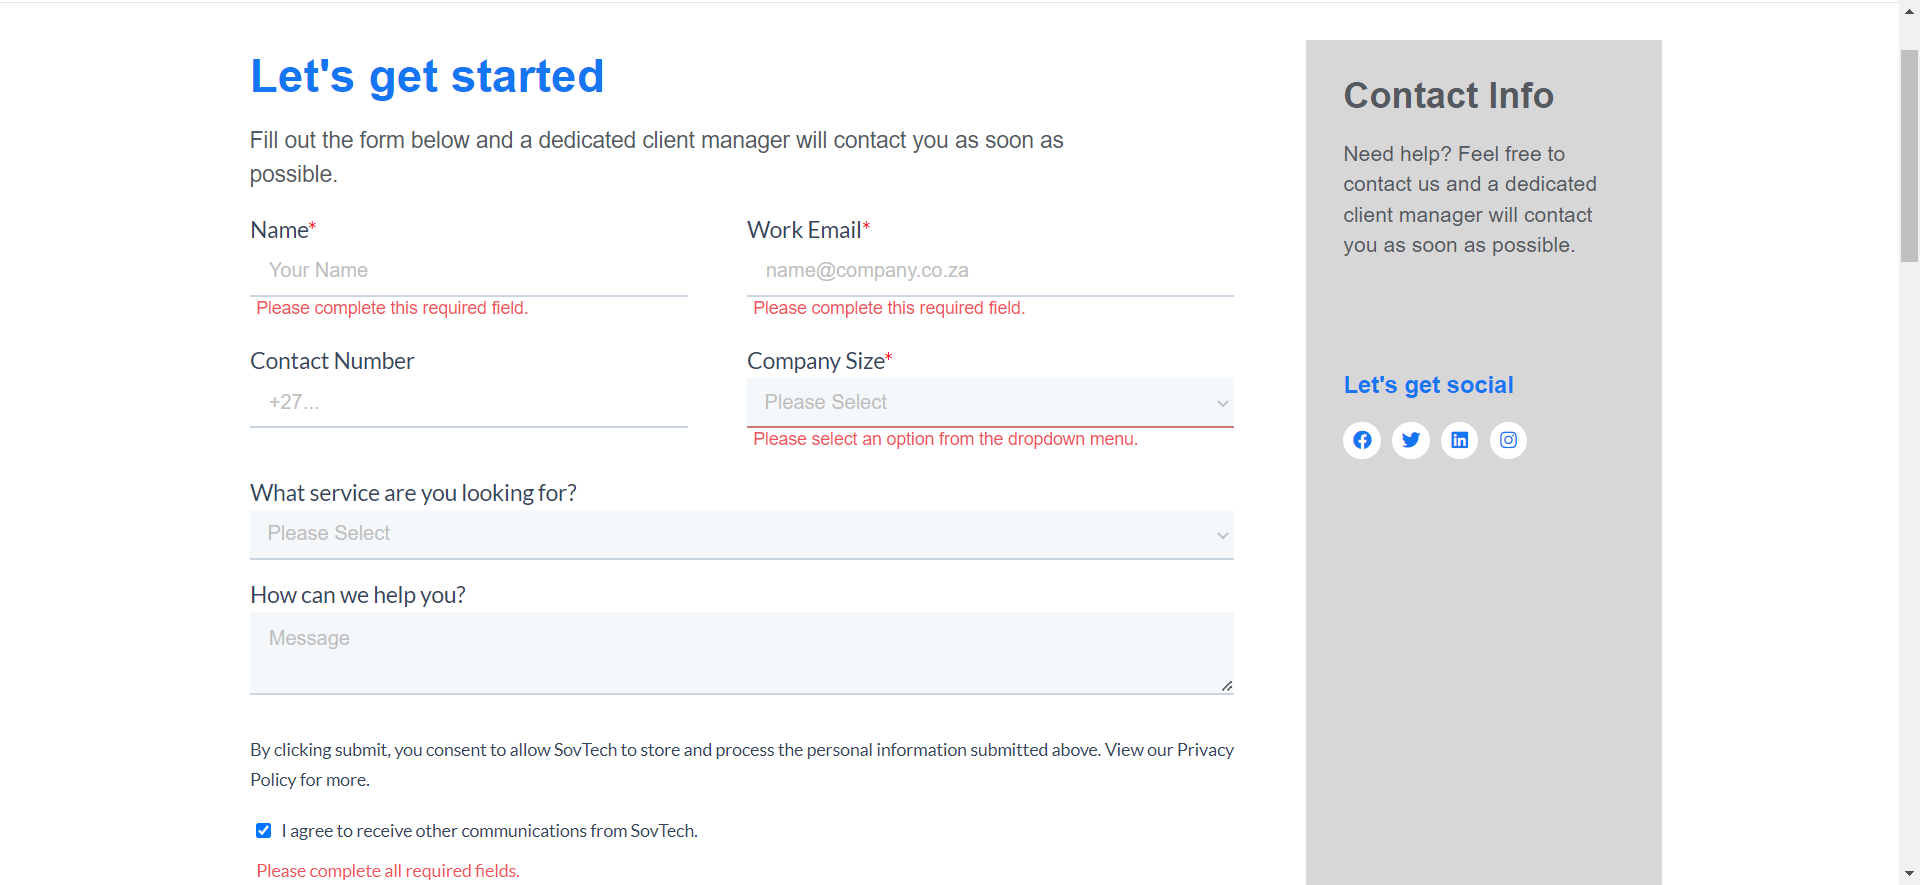 Let's get started
Fill out the form below and a dedicated client manager will contact you as soon as
possible.
Name*
Your Name
Please complete this required field.
Work Email*
name@company.co.za
Please complete this required field.
Contact Number
+27...
Company Size*
Please Select
Please select an option from the dropdown menu.
What service are you looking for?
Please Select
How can we help you?
Message
By clicking submit, you consent to allow SovTech to store and process the personal information submitted above. View our Privacy
Policy for more.
I agree to receive other communications from SovTech.
Please complete all required fields.
Contact Info
Need help? Feel free to
contact us and a dedicated
client manager will contact
you as soon as possible.
Let's get social